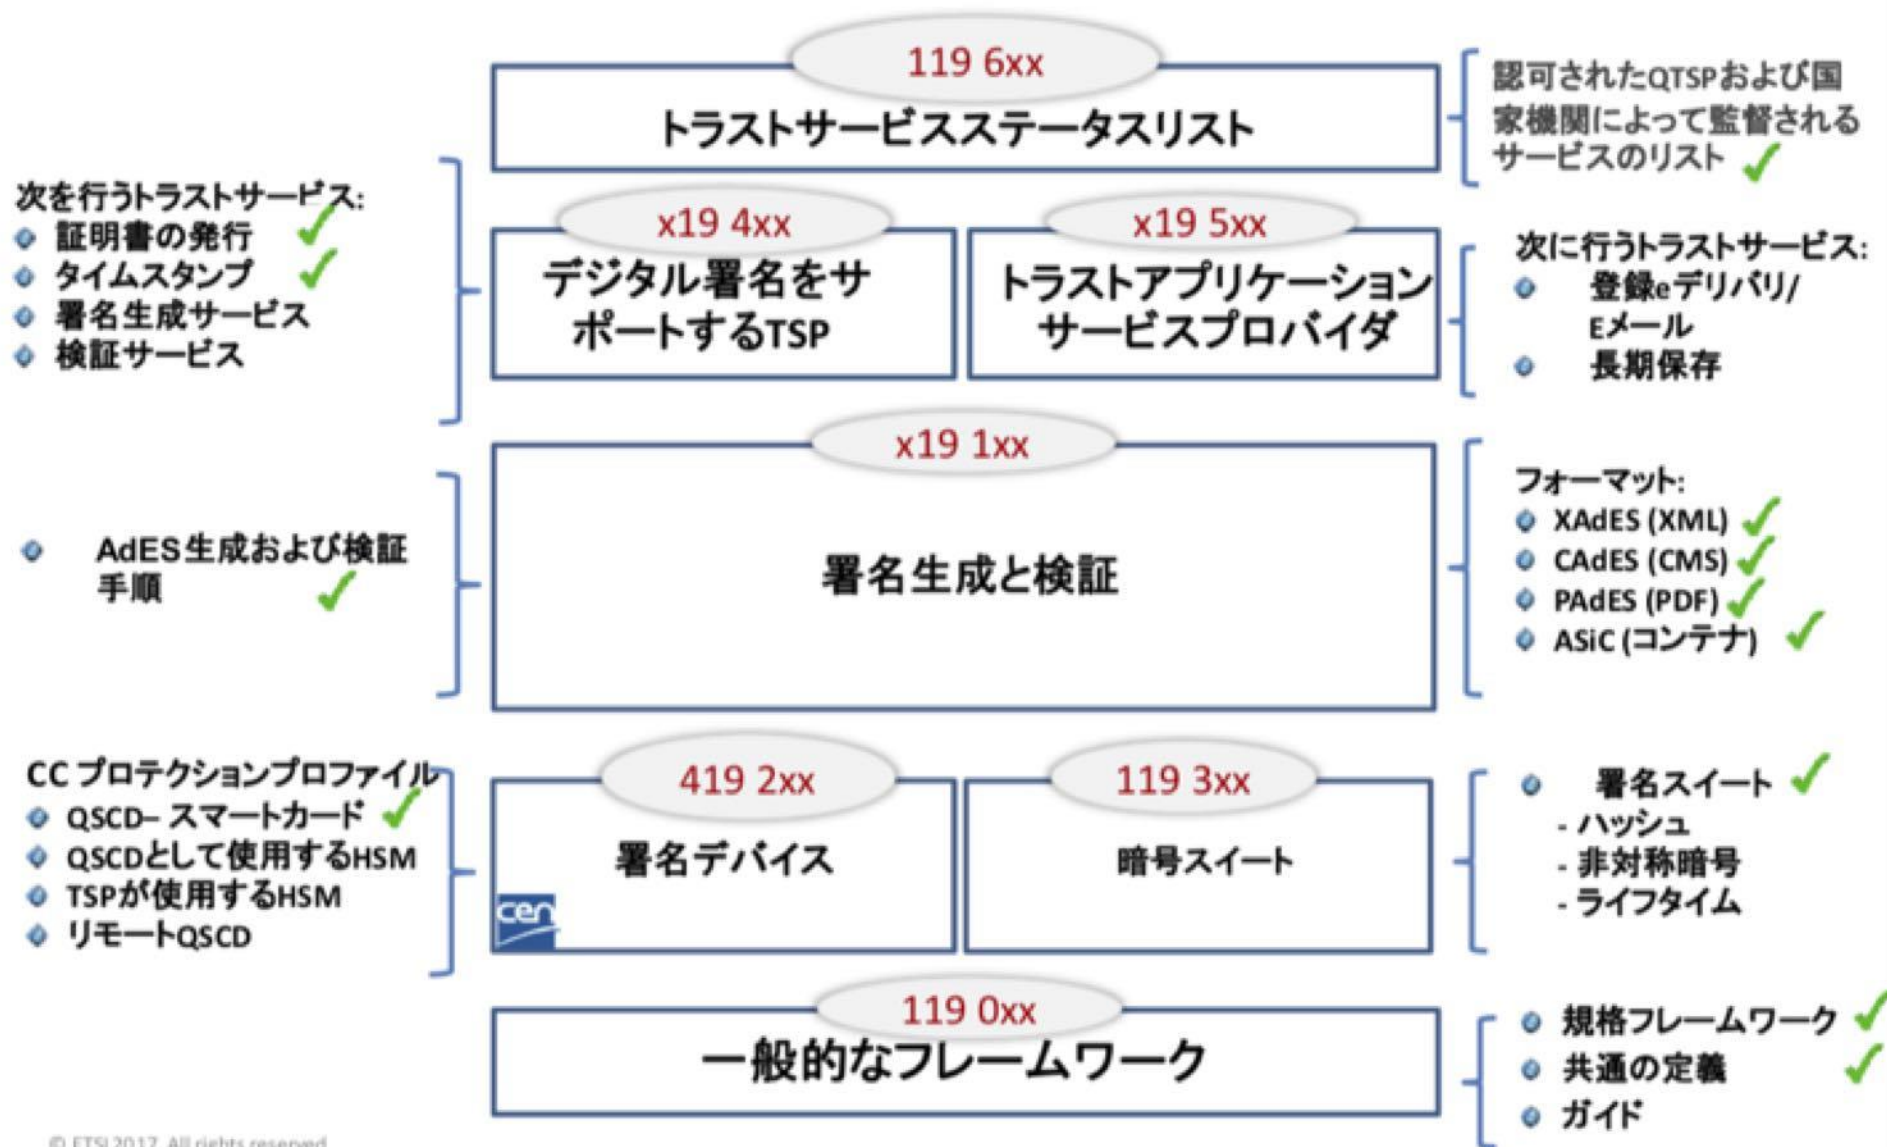 119 6xx
トラストサービスステータスリスト
認可されたQTSPおよび国
家機関によって監督される
サービスのリスト
次を行うトラストサービス:
証明書の発行
タイムスタンプ
署名生成サービス
検証サービス
x19 4xx
デジタル署名をサ
ポートするTSP
x19 5xx
トラストアプリケーション
サービスプロバイダ
次に行うトラストサービス:
登録eデリバリ/
Eメール
長期保存
x19 1xx
署名生成と検証
AdES生成および検証
手順
フォーマット:
XAdES (XML)
CAdES (CMS)
PAdES (PDF)
ASiC (コンテナ)
CC プロテクションプロファイル
QSCD– スマートカード
QSCDとして使用するHSM
TSPが使用するHSM
リモートQSCD
419 2xx
署名デバイス
cen
119 3xx
暗号スイート
署名スイート
- ハッシュ
- 非対称暗号
- ライフタイム
119 0xx
一般的なフレームワーク
規格フレームワーク
共通の定義
ガイド
© ETSI 2017. All rights reserved